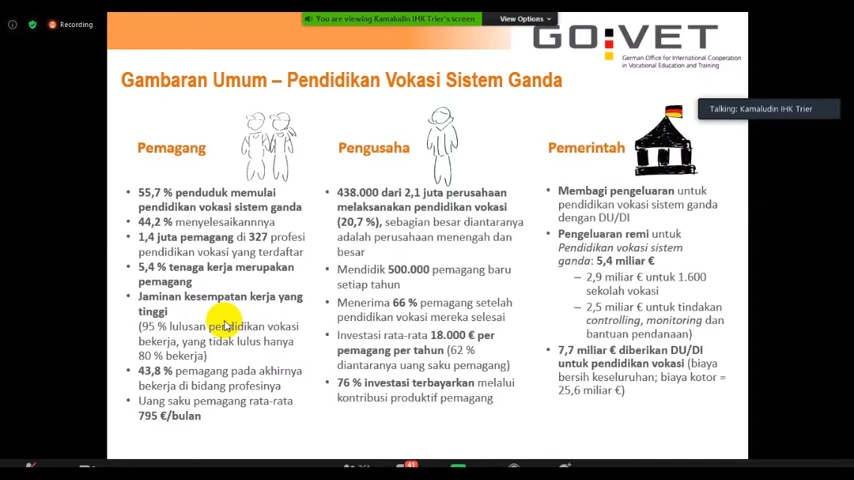 Recording
You are viewing Kamaludin IHK Trier's screen
View Options
GO:VET
German Office for International Cooperation
in Vocational Education and Training
Gambaran Umum – Pendidikan Vokasi Sistem Ganda
Talking: Kamaludin IHK Trier
Pemagang
• 55,7 % penduduk memulai
pendidikan vokasi sistem ganda
• 44,2 % menyelesaikannnya
• 1,4 juta pemagang di 327 profesi
pendidikan vokasi yang terdaftar
• 5,4 % tenaga kerja merupakan
pemagang
• Jaminan kesempatan kerja yang
tinggi
(95 % lulusan pendidikan vokasi
bekerja, yang tidak lulus hanya
80 % bekerja)
• 43,8 % pemagang pada akhirnya
bekerja di bidang profesinya
• Uang saku pemagang rata-rata
795 €/bulan
Pengusaha
• 438.000 dari 2,1 juta perusahaan
melaksanakan pendidikan vokasi
(20,7 %), sebagian besar diantaranya
adalah perusahaan menengah dan
besar
• Mendidik 500.000 pemagang baru
setiap tahun
• Menerima 66 % pemagang setelah
pendidikan vokasi mereka selesai
• Investasi rata-rata 18.000 € per
pemagang per tahun (62 %
diantaranya uang saku pemagang)
• 76 % investasi terbayarkan melalui
kontribusi produktif pemagang
Pemerintah
• Membagi pengeluaran untuk
pendidikan vokasi sistem ganda
dengan DU/DI
• Pengeluaran remi untuk
Pendidikan vokasi sistem
ganda: 5,4 miliar €
– 2,9 miliar € untuk 1.600
sekolah vokasi
– 2,5 miliar € untuk tindakan
controlling, monitoring dan
bantuan pendanaan)
• 7,7 miliar € diberikan DU/DI
untuk pendidikan vokasi (biaya
bersih keseluruhan; biaya kotor =
25,6 miliar €)
41